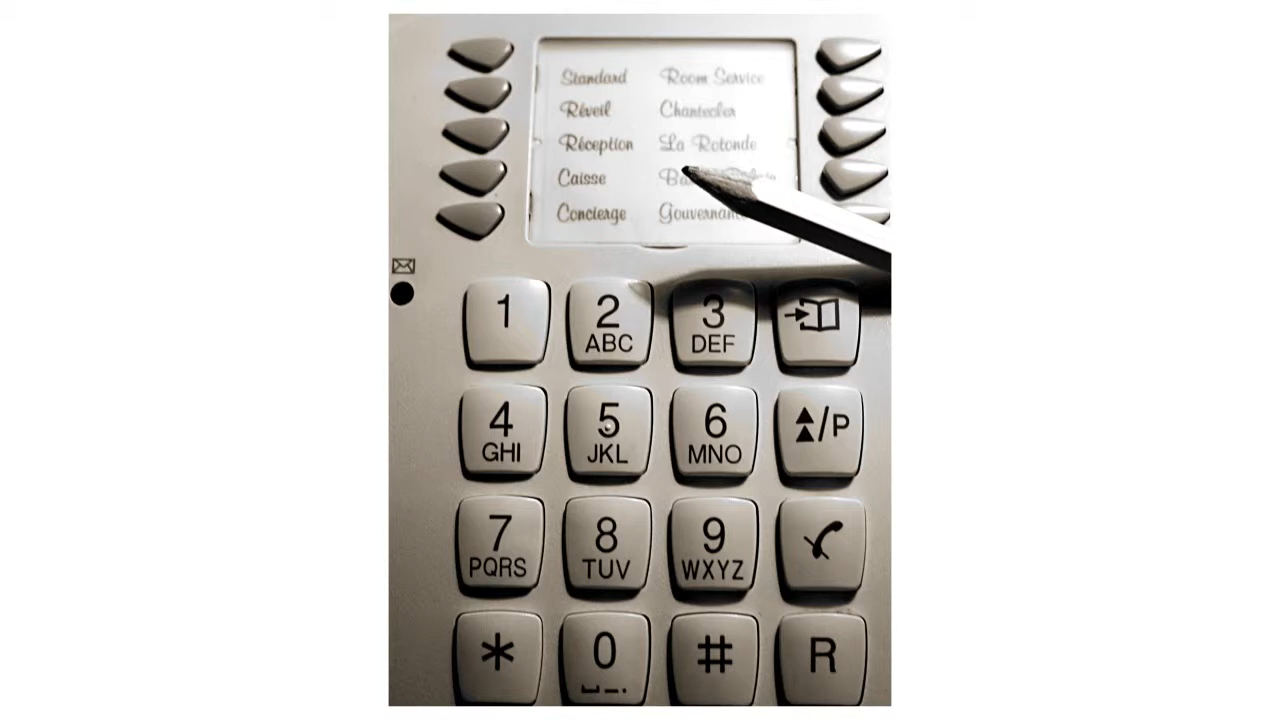 Standard Room Service
Réveil Chantecler
Réception La Rotonde
Caisse
Concierge
1 2 3
ABC DEF
4 5 6 /P
GHI JKL MNO
7 8 9
PQRS TUV WXYZ
* 0 # R